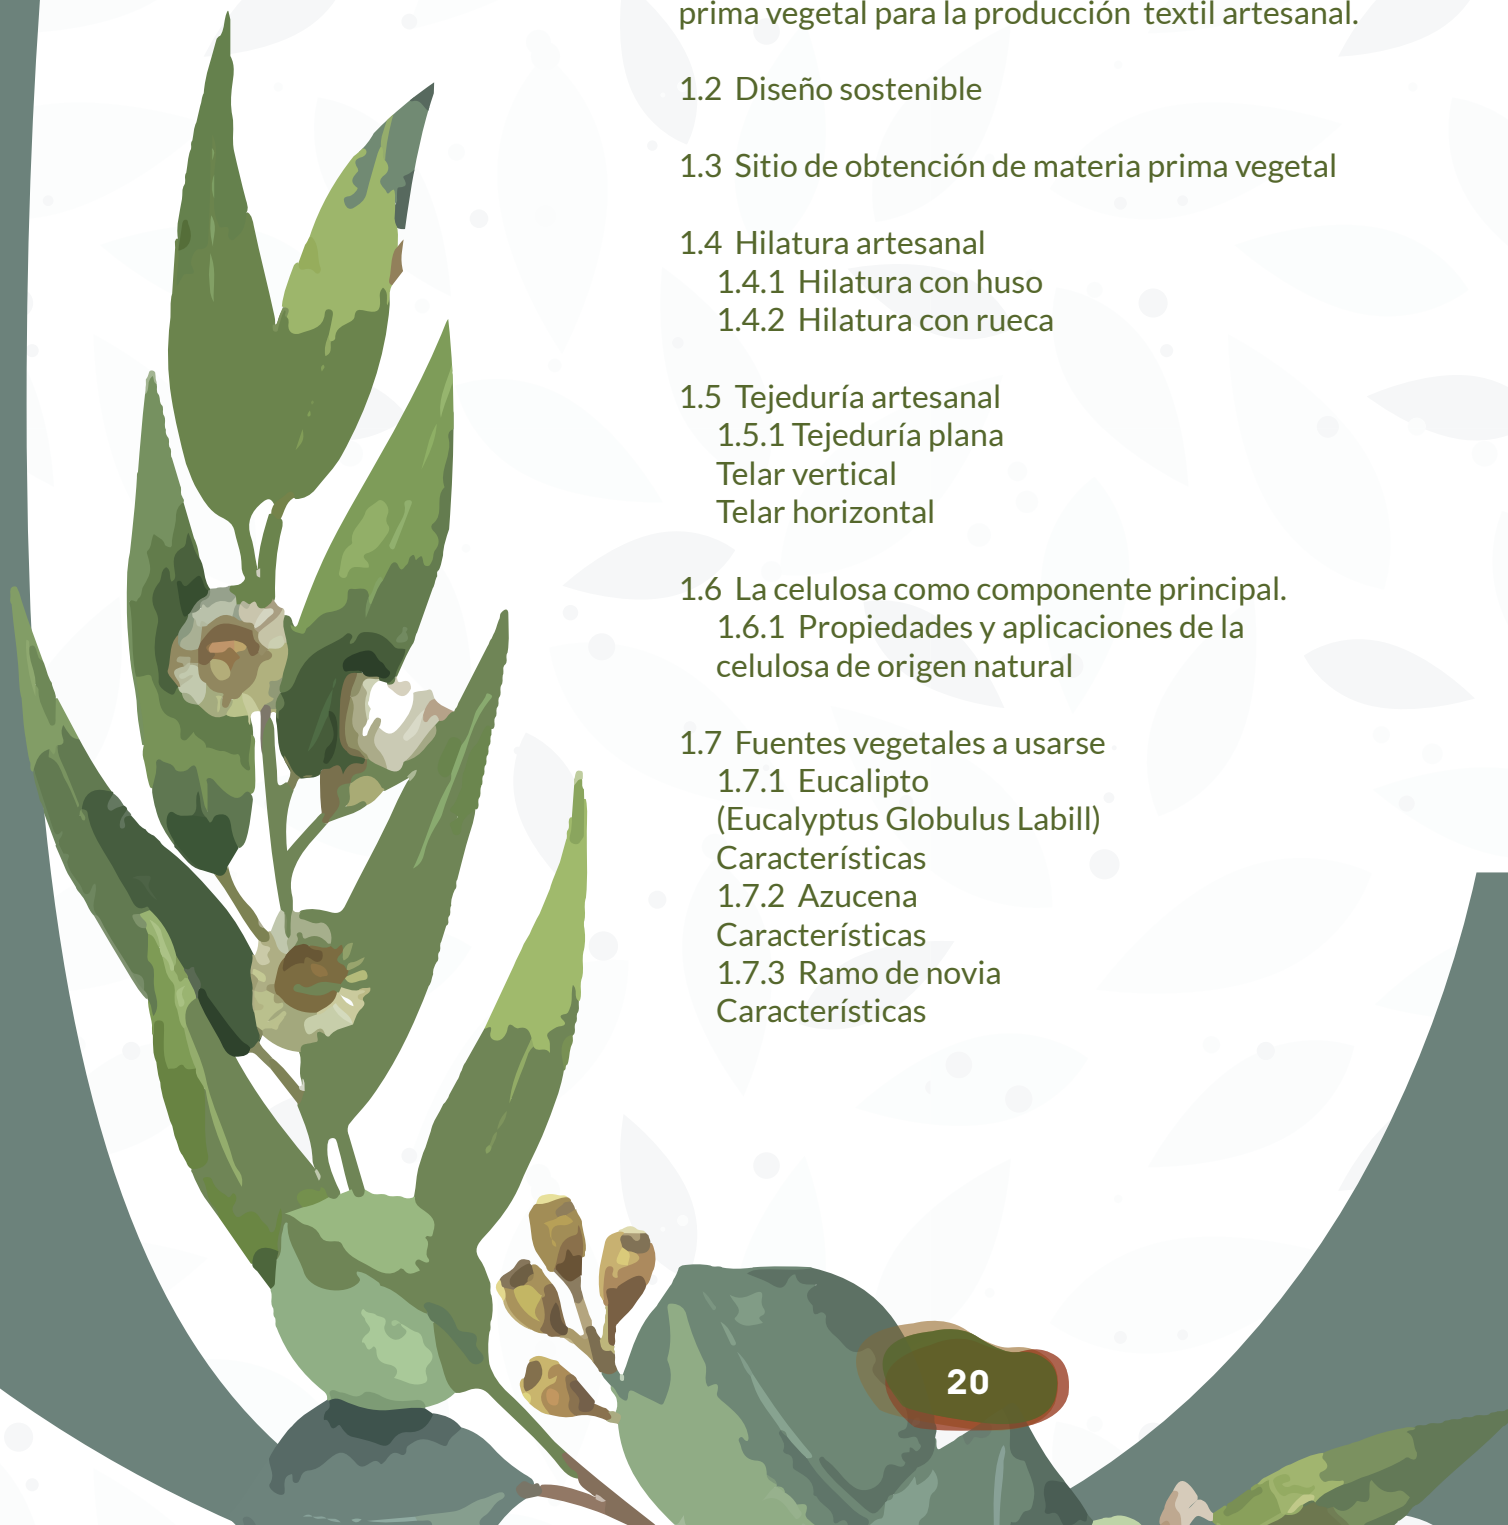 prima vegetal para la producción textil artesanal.
1.2 Diseño sostenible
1.3 Sitio de obtención de materia prima vegetal
1.4 Hilatura artesanal
1.4.1 Hilatura con huso
1.4.2 Hilatura con rueca
1.5 Tejeduría artesanal
1.5.1 Tejeduría plana
Telar vertical
Telar horizontal
1.6 La celulosa como componente principal.
1.6.1 Propiedades y aplicaciones de la
celulosa de origen natural
1.7 Fuentes vegetales a usarse
1.7.1 Eucalipto
(Eucalyptus Globulus Labill)
Características
1.7.2 Azucena
Características
1.7.3 Ramo de novia
Características
20